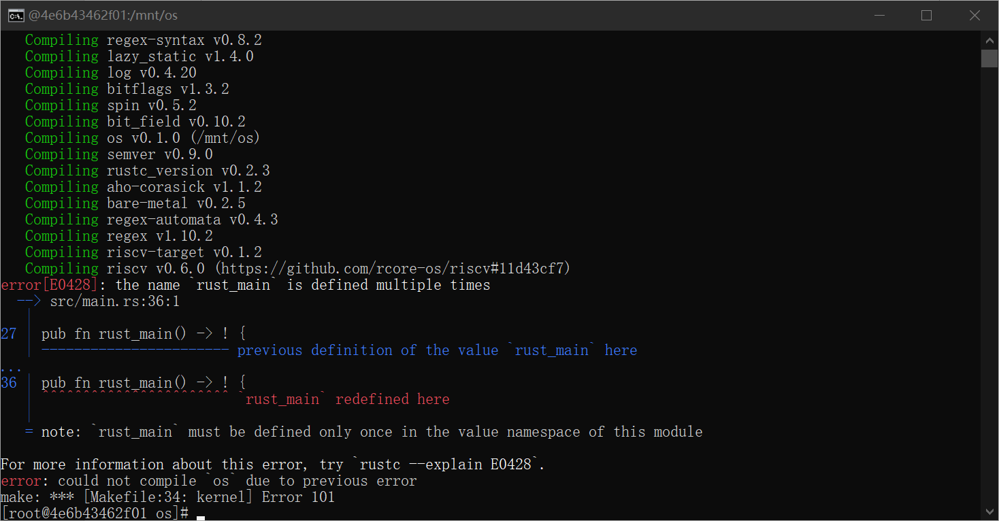 @4e6b43462f01:/mnt/os
Compiling regex-syntax v0.8.2
Compiling lazy_static v1.4.0
Compiling log v0.4.20
Compiling bitflags v1.3.2
Compiling spin v0.5.2
Compiling bit_field v0.10.2
Compiling os v0.1.0 (/mnt/os)
Compiling semver v0.9.0
Compiling rustc_version v0.2.3
Compiling aho-corasick v1.1.2
Compiling bare-metal v0.2.5
Compiling regex-automata v0.4.3
Compiling regex v1.10.2
Compiling riscv-target v0.1.2
Compiling riscv v0.6.0 (https://github.com/rcore-os/riscv#11d43cf7)
error[E0428]: the name `rust_main` is defined multiple times
--> src/main.rs:36:1
|
27 | pub fn rust_main() -> ! {
| ----------------------- previous definition of the value `rust_main` here
...
36 | pub fn rust_main() -> ! {
| ^^^^^^^^^^^^^^^^^^^^^^^ `rust_main` redefined here
|
= note: `rust_main` must be defined only once in the value namespace of this module
For more information about this error, try `rustc --explain E0428`.
error: could not compile `os` due to previous error
make: *** [Makefile:34: kernel] Error 101
[root@4e6b43462f01 os]#